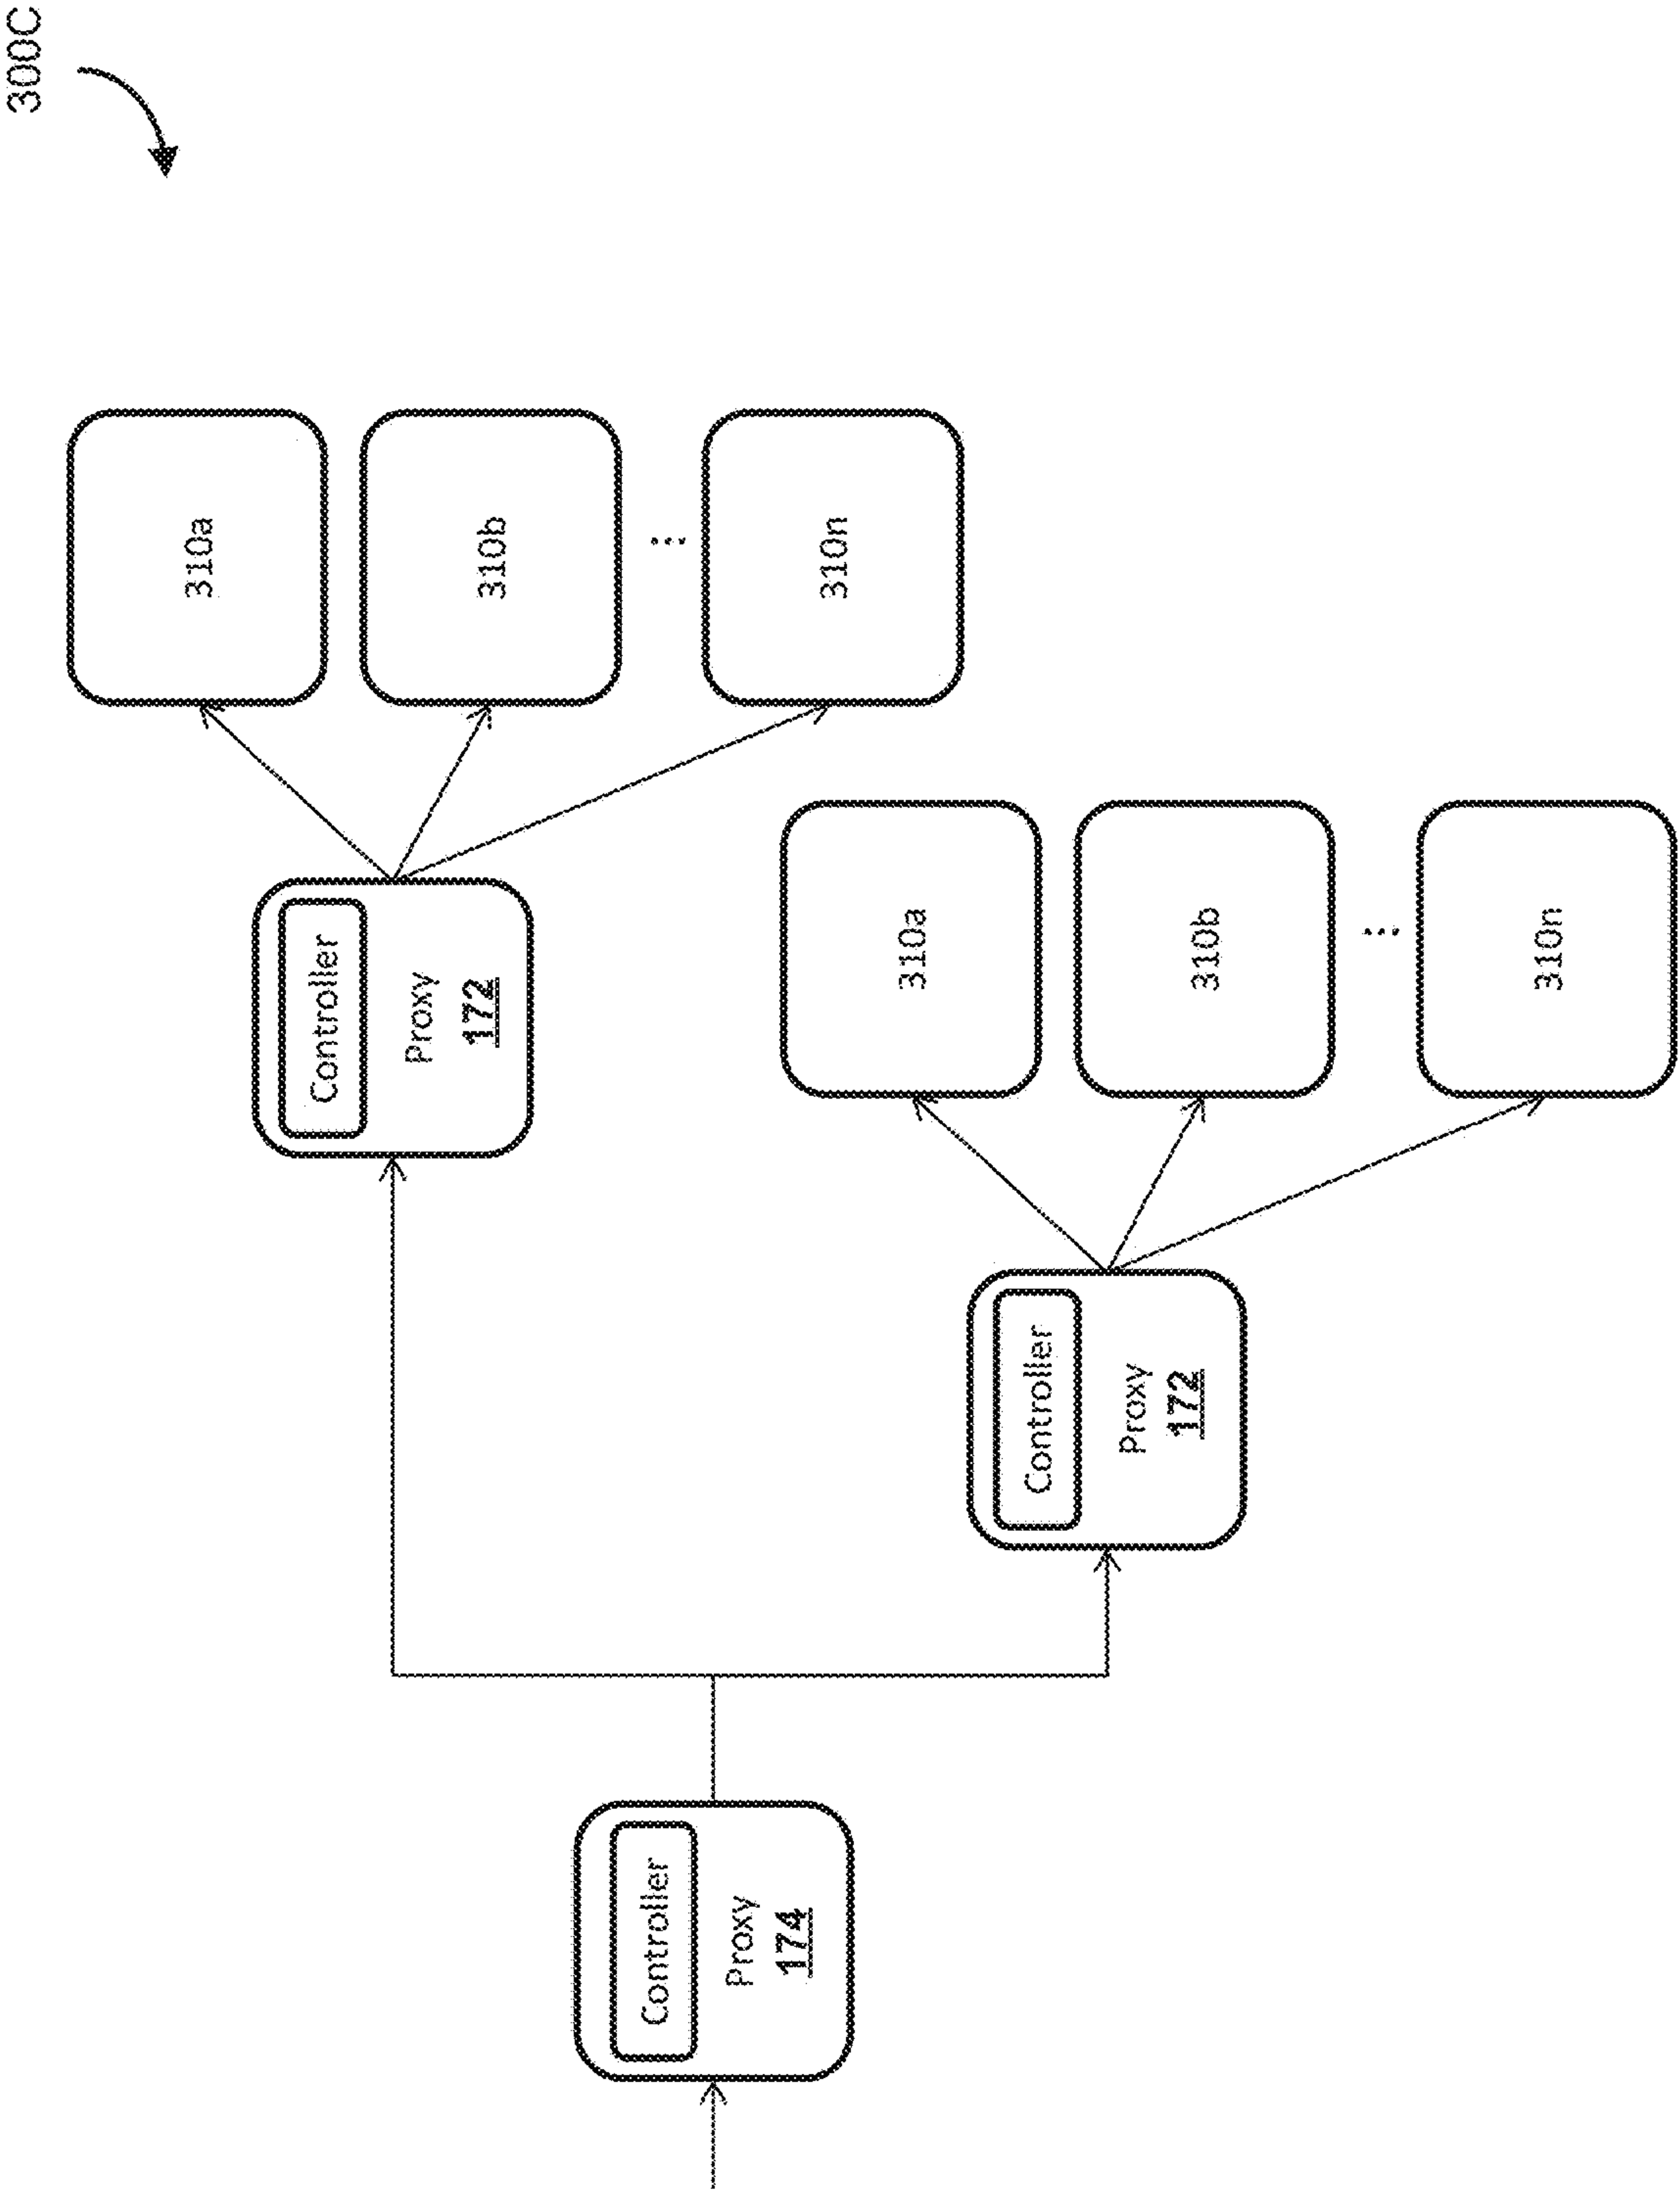 300C
Controller
Proxy
174
Controller
Proxy
172
310a
310b
...
310n
Controller
Proxy
172
310a
310b
...
310n